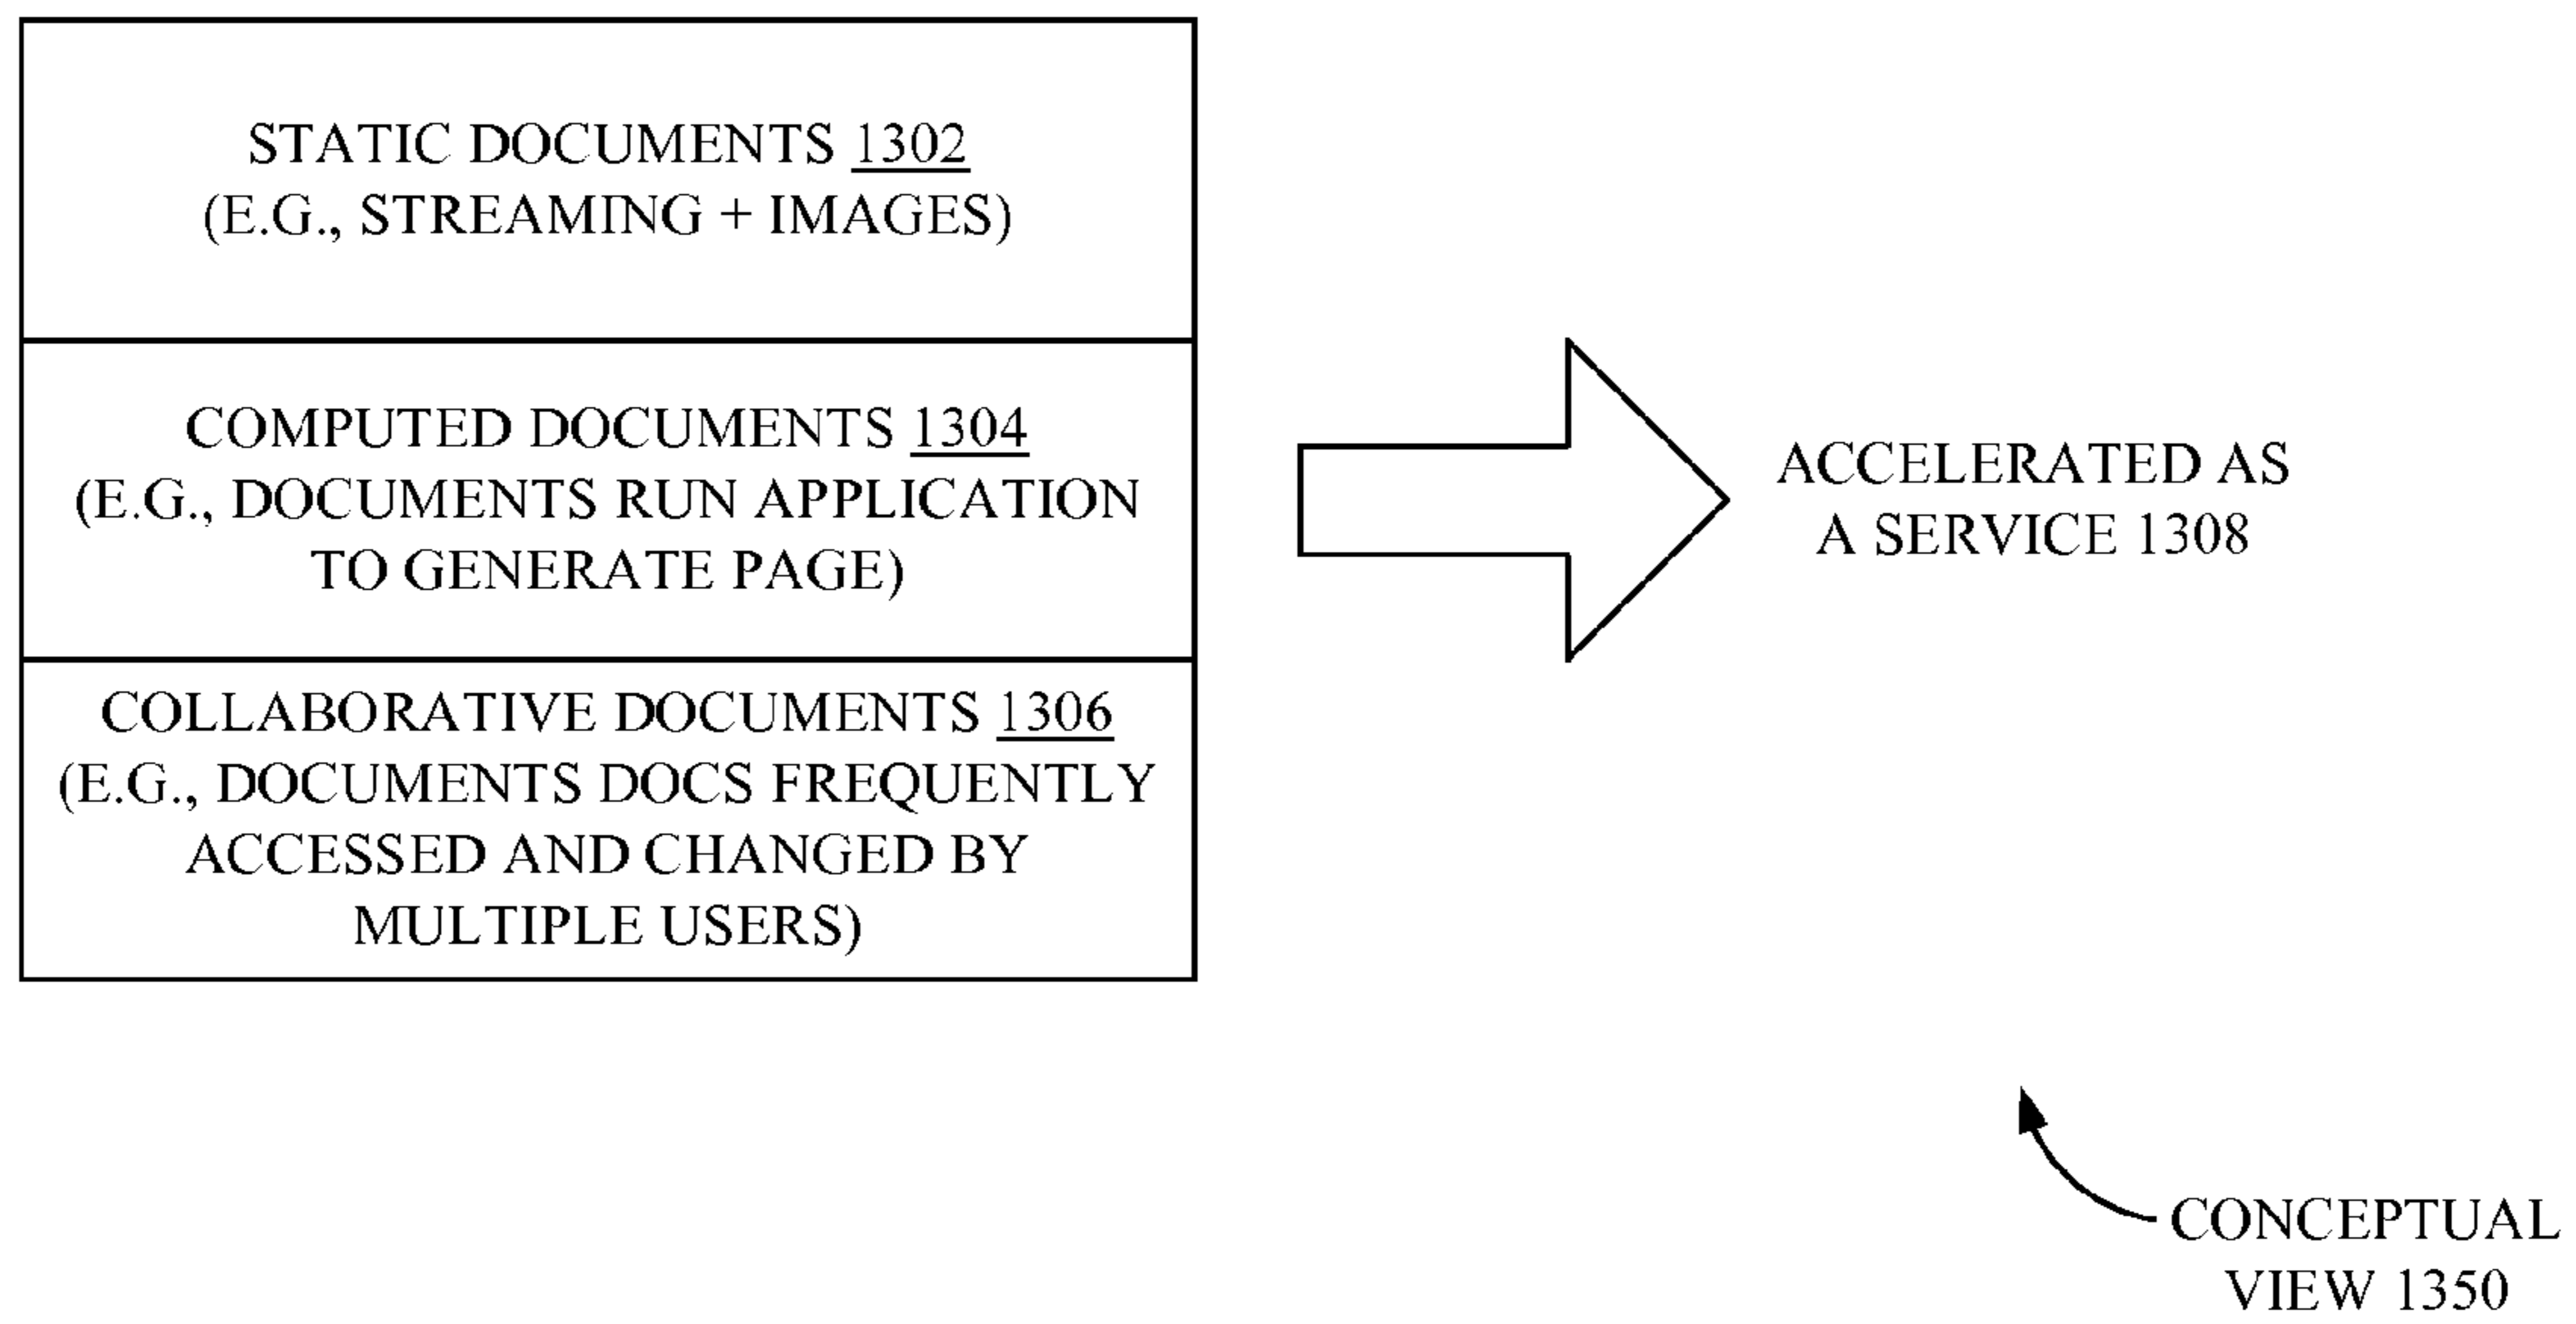 STATIC DOCUMENTS 1302
(E.G., STREAMING + IMAGES)
COMPUTED DOCUMENTS 1304
(E.G., DOCUMENTS RUN APPLICATION
TO GENERATE PAGE)
COLLABORATIVE DOCUMENTS 1306
(E.G., DOCUMENTS DOCS FREQUENTLY
ACCESSED AND CHANGED BY
MULTIPLE USERS)
ACCELERATED AS
A SERVICE 1308
CONCEPTUAL
VIEW 1350